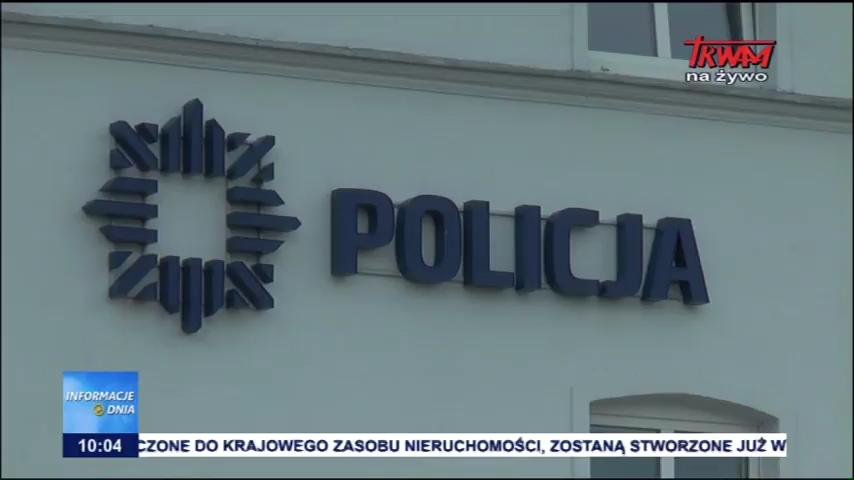 TRWAM
na żywo
POLICJA
INFORMACJE
DNIA
10:04
CZONE DO KRAJOWEGO ZASOBU NIERUCHOMOŚCI, ZOSTANĄ STWORZONE JUŻ W